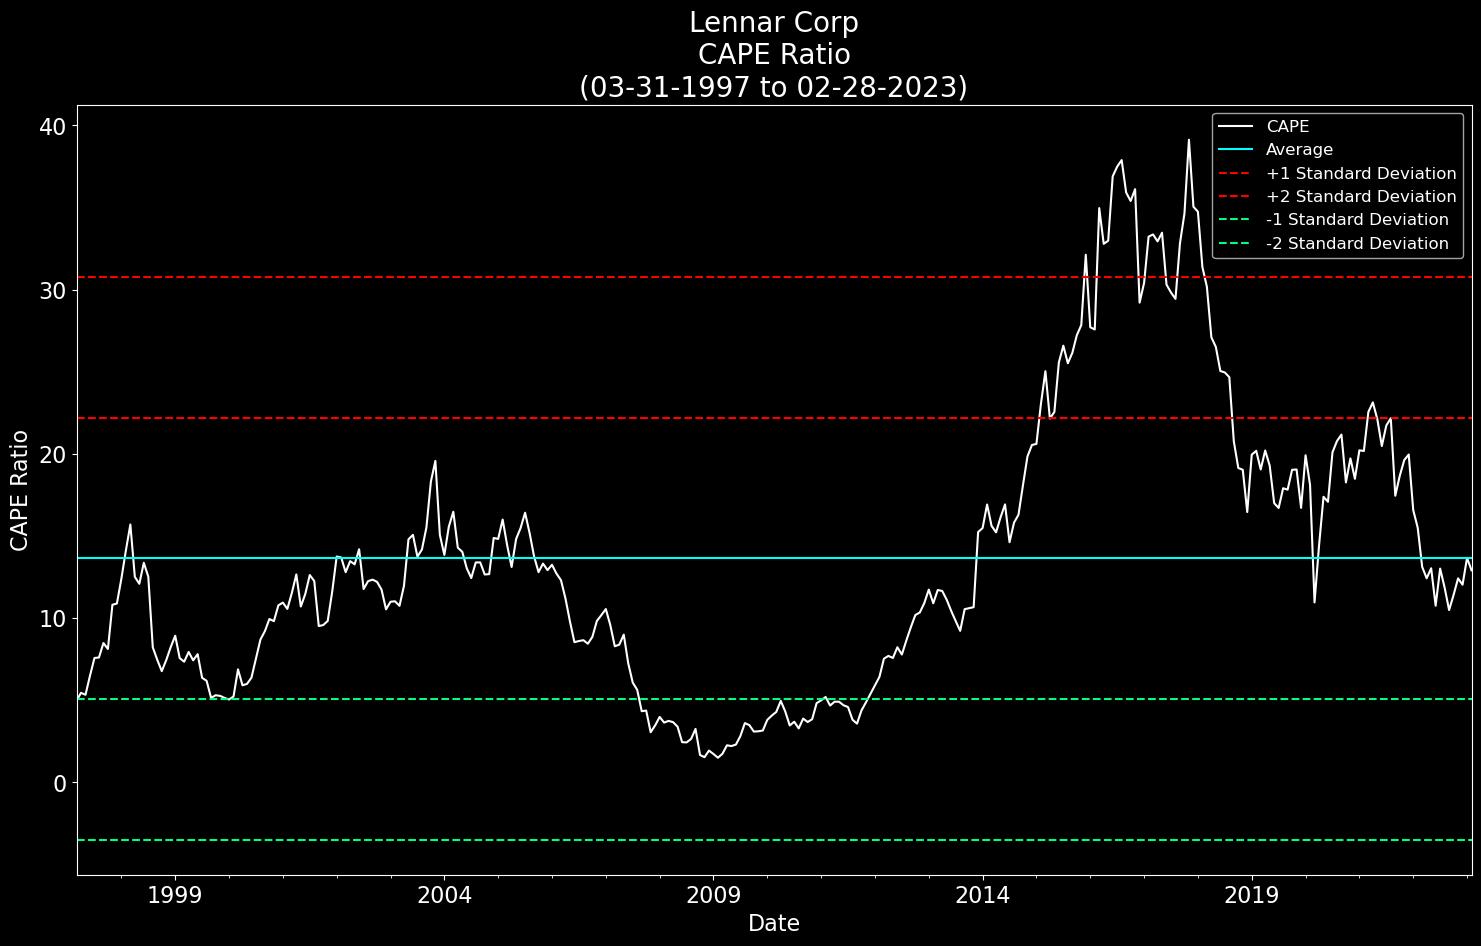 Lennar Corp
CAPE Ratio
(03-31-1997 to 02-28-2023)
CAPE
Average
+1 Standard Deviation
+2 Standard Deviation
-1 Standard Deviation
-2 Standard Deviation
40
30
20
10
0
CAPE Ratio
1999 2004 2009 2014 2019
Date